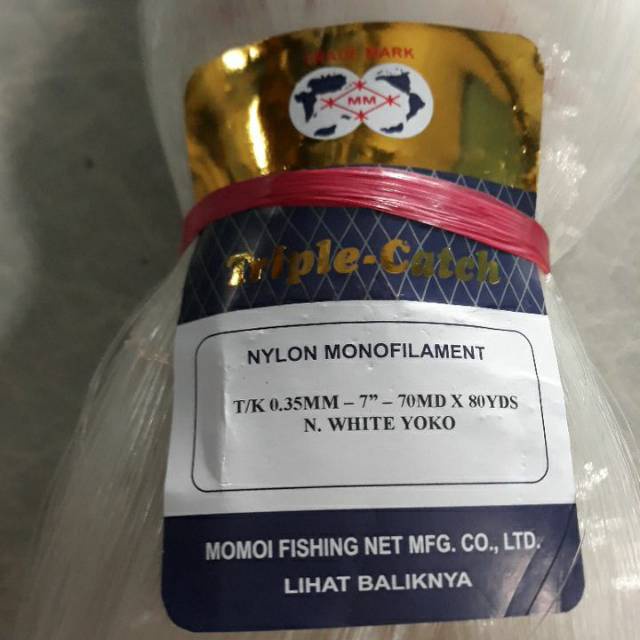 TRADE MARK
MM
Triple-Catch
NYLON MONOFILAMENT
T/K 0.35MM – 7” – 70MD X 80YDS
N. WHITE YOKO
MOMOI FISHING NET MFG. CO., LTD.
LIHAT BALIKNYA